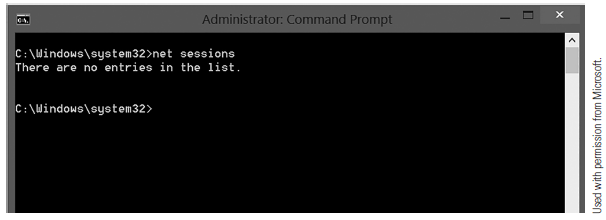 Administrator: Command Prompt
C:\Windows\system32>net sessions
There are no entries in the list.
C:\Windows\system32>
Used with permission from Microsoft.